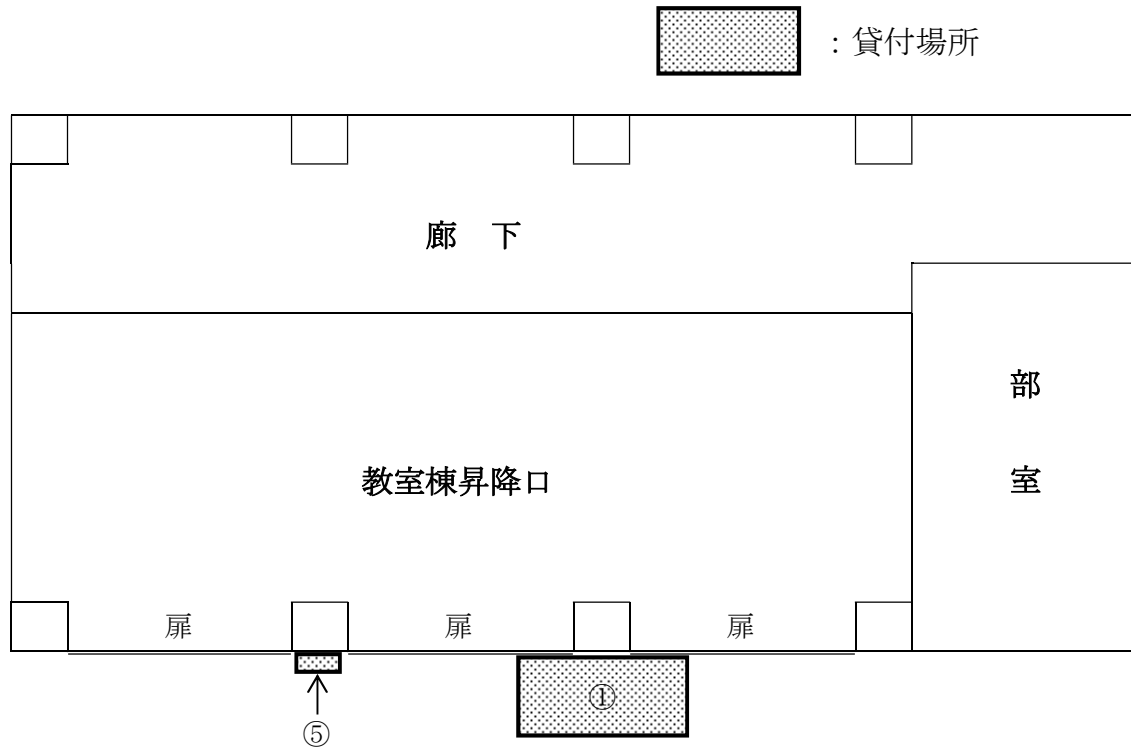 ：貸付場所
廊　下
部
室
教室棟昇降口
扉　扉　扉
①
⑤